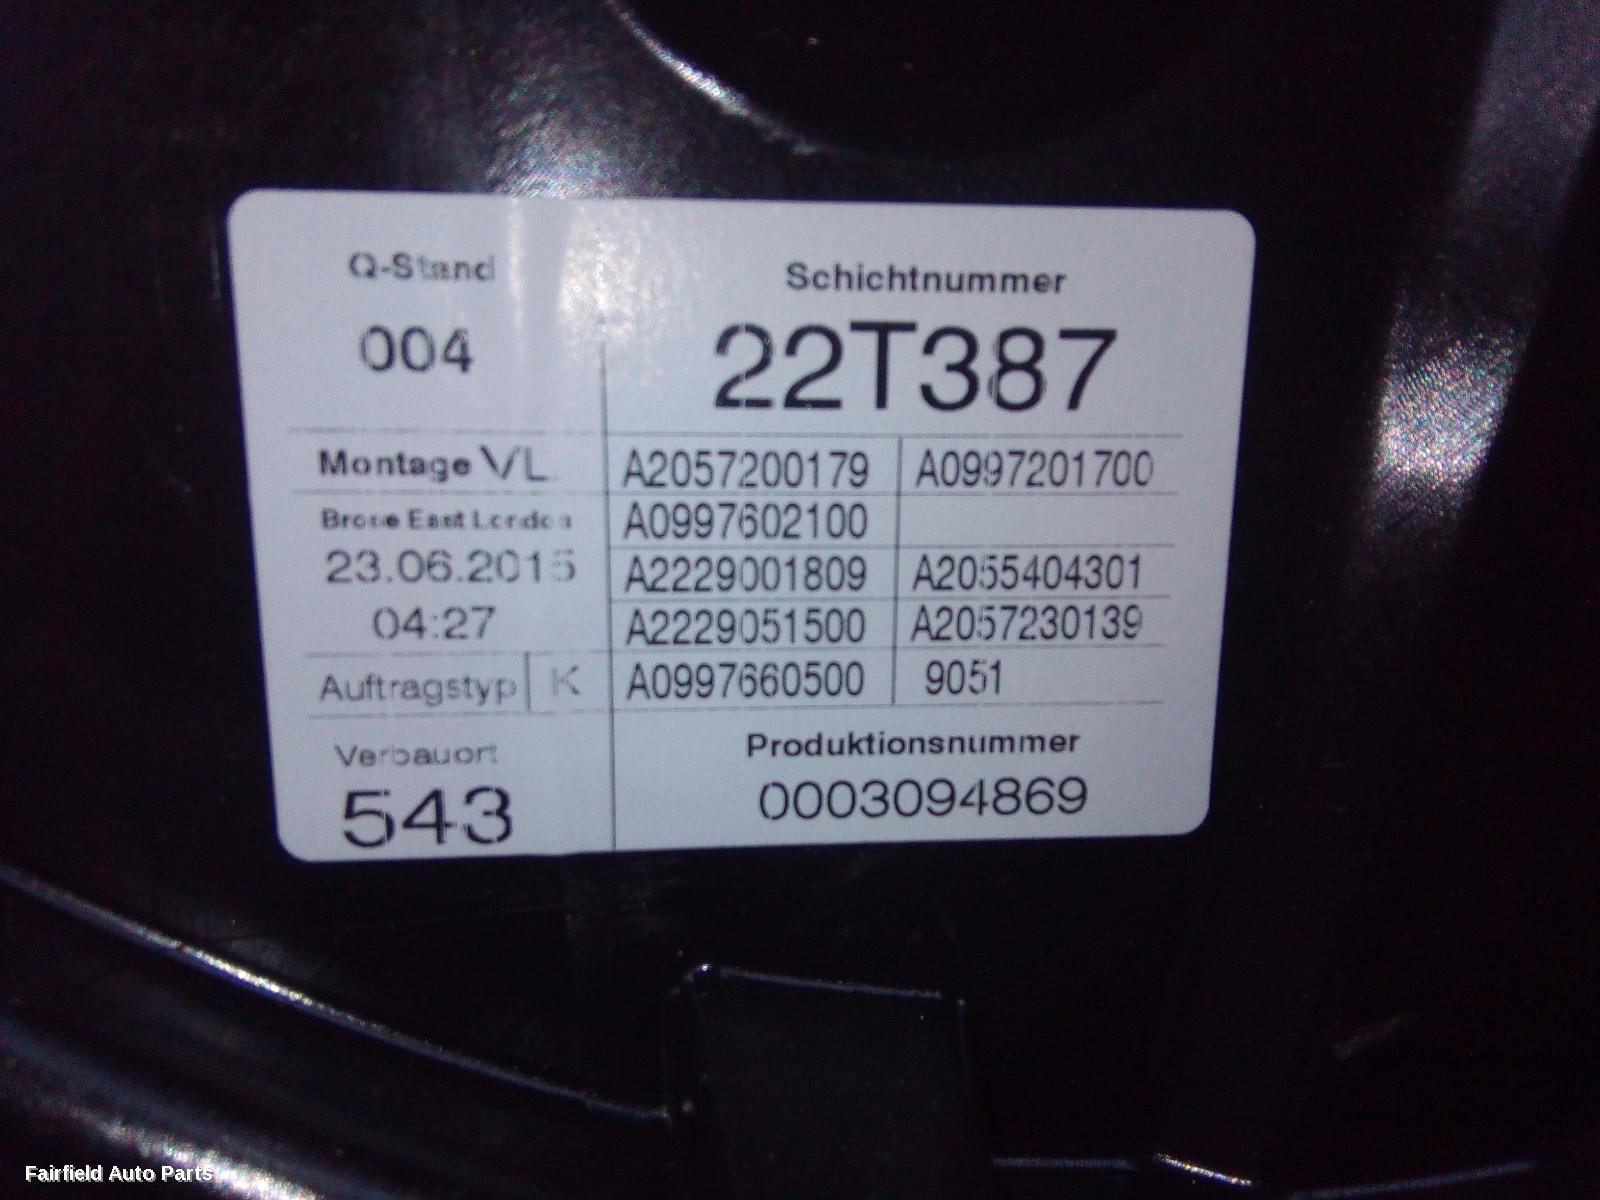 Q-Stand
004
Schichtnummer
22T387
Montage VL
A2057200179 A0997201700
Brose East London
A0997602100
23.06.2015
A2229001809 A2055404301
04:27
A2229051500 A2057230139
Auftragstyp K
A0997660500 9051
Verbauort
543
Produktionsnummer
0003094869
Fairfield Auto Parts